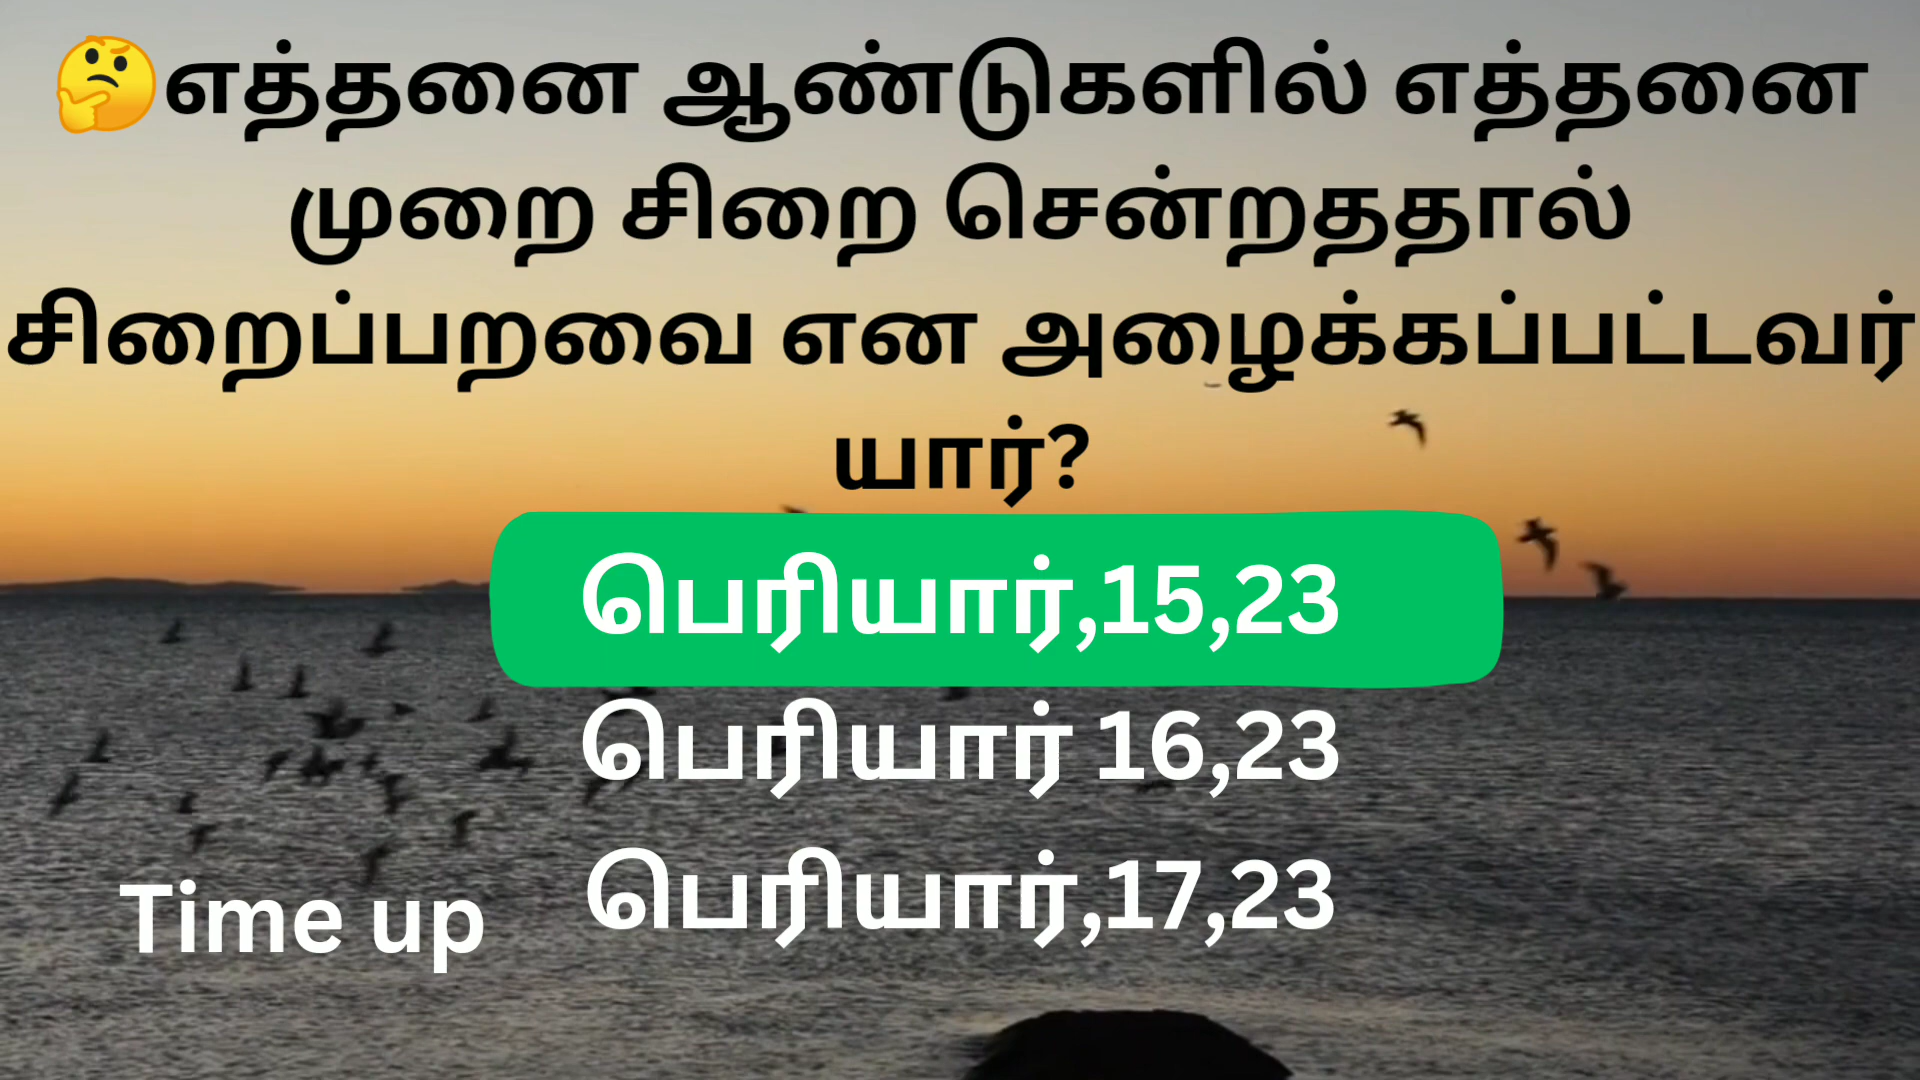 🤔எத்தனை ஆண்டுகளில் எத்தனை
முறை சிறை சென்றததால்
சிறைப்பறவை என அழைக்கப்பட்டவர்
யார்?
பெரியார்,15,23
பெரியார் 16,23
பெரியார்,17,23
Time up